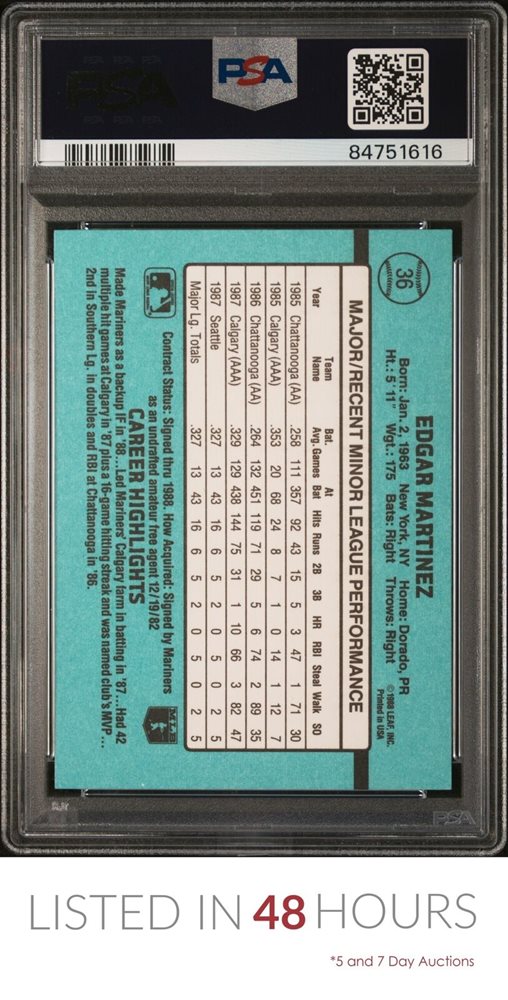 PSA
84751616
36
EDGAR MARTINEZ
Born: Jan. 2, 1963 New York, NY Home: Dorado, PR
Ht.: 5' 11" Wgt.: 175 Bats: Right Throws: Right
©1988 LEAF, INC.
Printed in USA
MAJOR/RECENT MINOR LEAGUE PERFORMANCE
Year Team Name Bat. Avg. Games At Bat Hits Runs 2B 3B HR RBI Steal Walk SO
1985 Chattanooga (AA) .258 111 357 92 43 15 5 3 47 1 71 30
1985 Calgary (AAA) .353 20 68 24 8 7 1 0 14 1 12 7
1986 Chattanooga (AA) .264 132 451 119 71 29 5 6 74 2 89 35
1987 Calgary (AAA) .329 129 438 144 75 31 1 10 66 3 82 47
1987 Seattle .327 13 43 16 6 5 2 0 5 0 2 5
Major Lg. Totals .327 13 43 16 6 5 2 0 5 0 2 5
Contract Status: Signed thru 1988. How Acquired: Signed by Mariners
as an undrafted amateur free agent 12/19/82
CAREER HIGHLIGHTS
Made Mariners as a backup IF in '88...Led Mariners' Calgary farm in batting in '87...Had 42
multiple hit games at Calgary in '87 plus a 16-game hitting streak and was named club's MVP...
2nd in Southern Lg. in doubles and RBI at Chattanooga in '86.
PSA
LISTED IN 48 HOURS
*5 and 7 Day Auctions